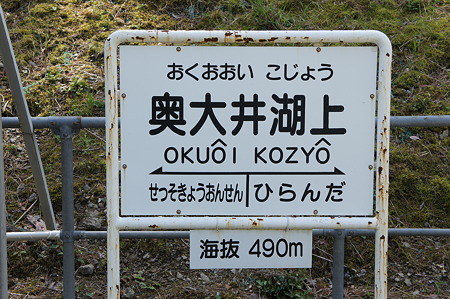 おくおおい こじょう
奥大井湖上
OKUÔI KOZYÔ
せっそきょうおんせん ひらんだ
海抜 490m